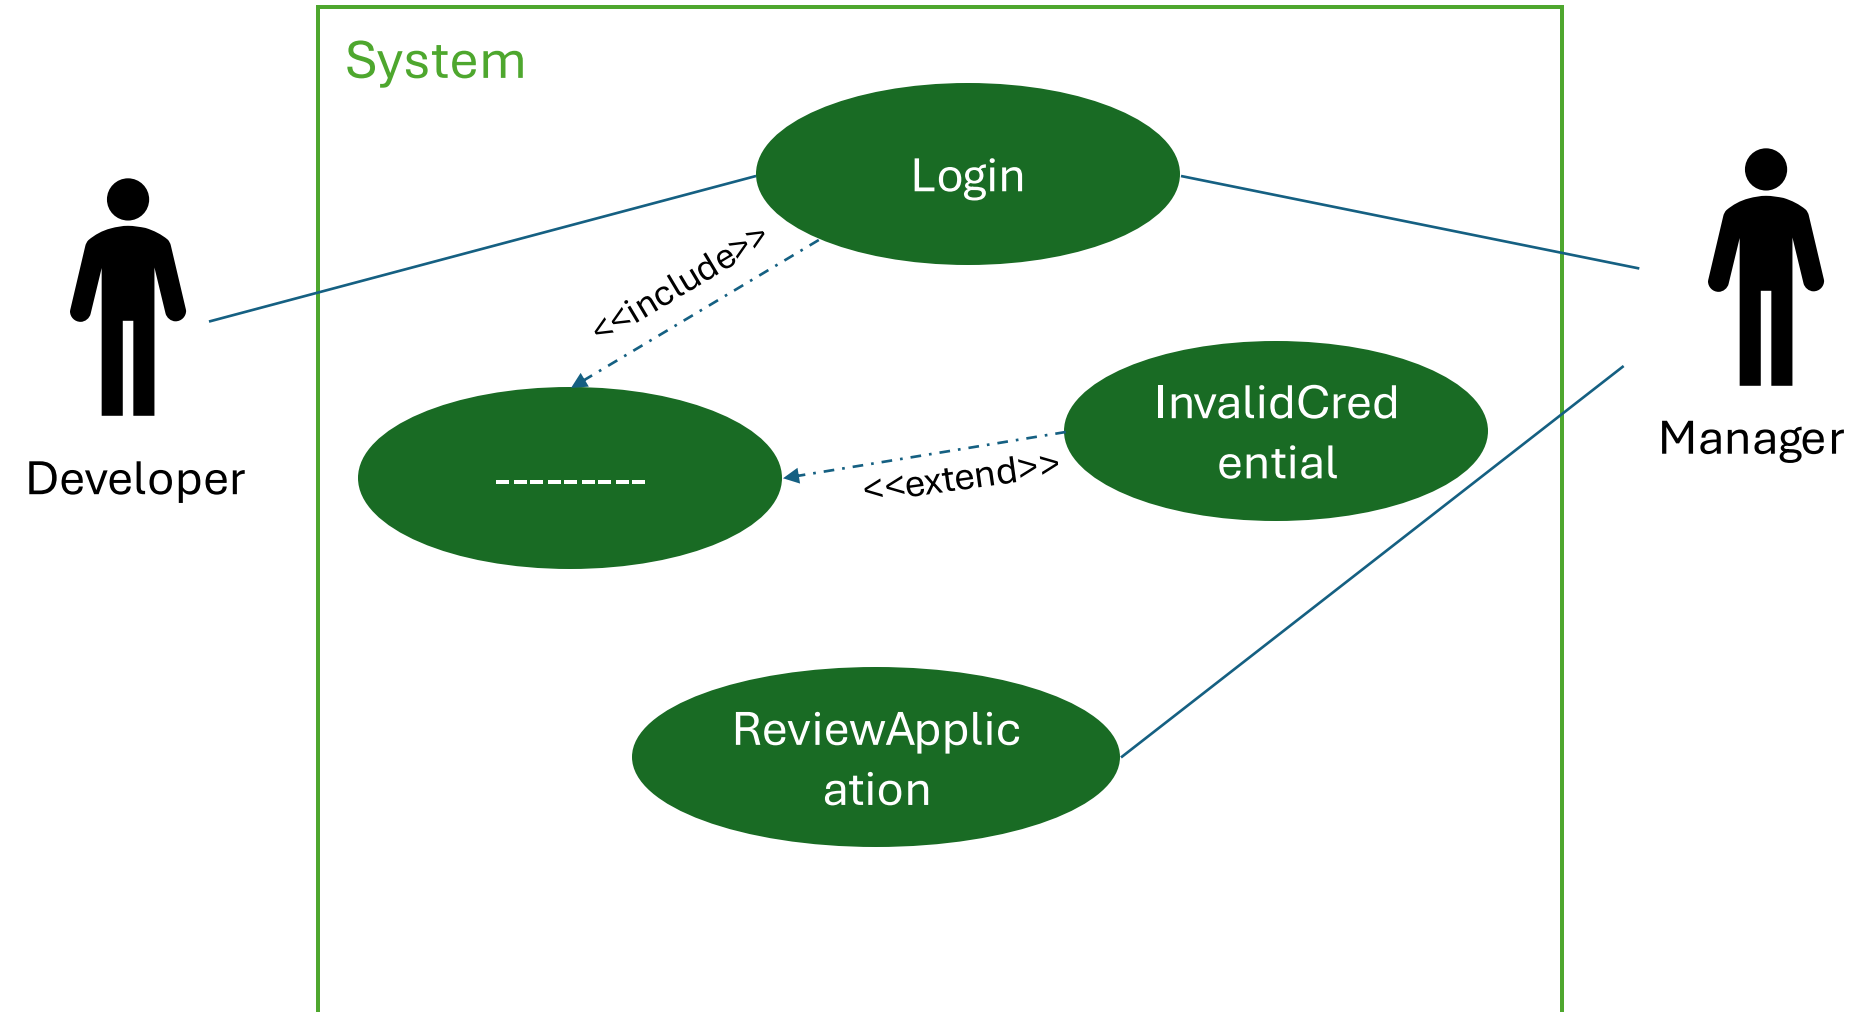 System
Login
<<include>>
InvalidCred
ential
Manager
Developer
---------
<<extend>>
ReviewApplic
ation